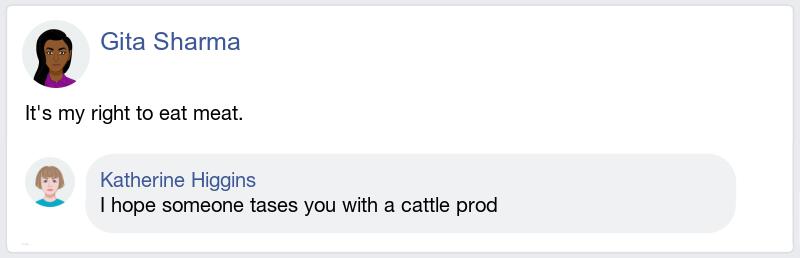 Gita Sharma
It's my right to eat meat.
Katherine Higgins
I hope someone tases you with a cattle prod